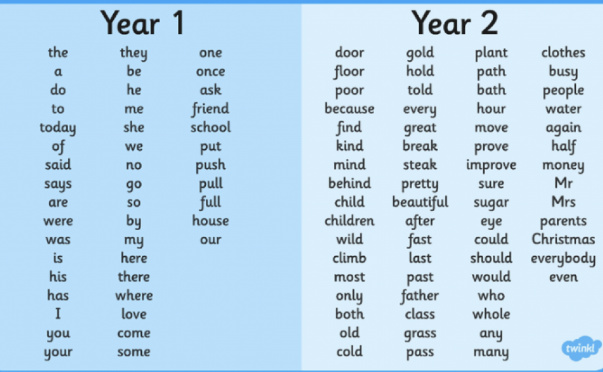 Year 1
the they one
a be once
do he ask
to me friend
today she school
of we put
said no push
says go pull
are so full
were by house
was my our
is here
his there
has where
I love
you come
your some
Year 2
door gold plant clothes
floor hold path busy
poor told bath people
because every hour water
find great move again
kind break prove half
mind steak improve money
behind pretty sure Mr
child beautiful sugar Mrs
children after eye parents
wild fast could Christmas
climb last should everybody
most past would even
only father who
both class whole
old grass any
cold pass many
twinkl